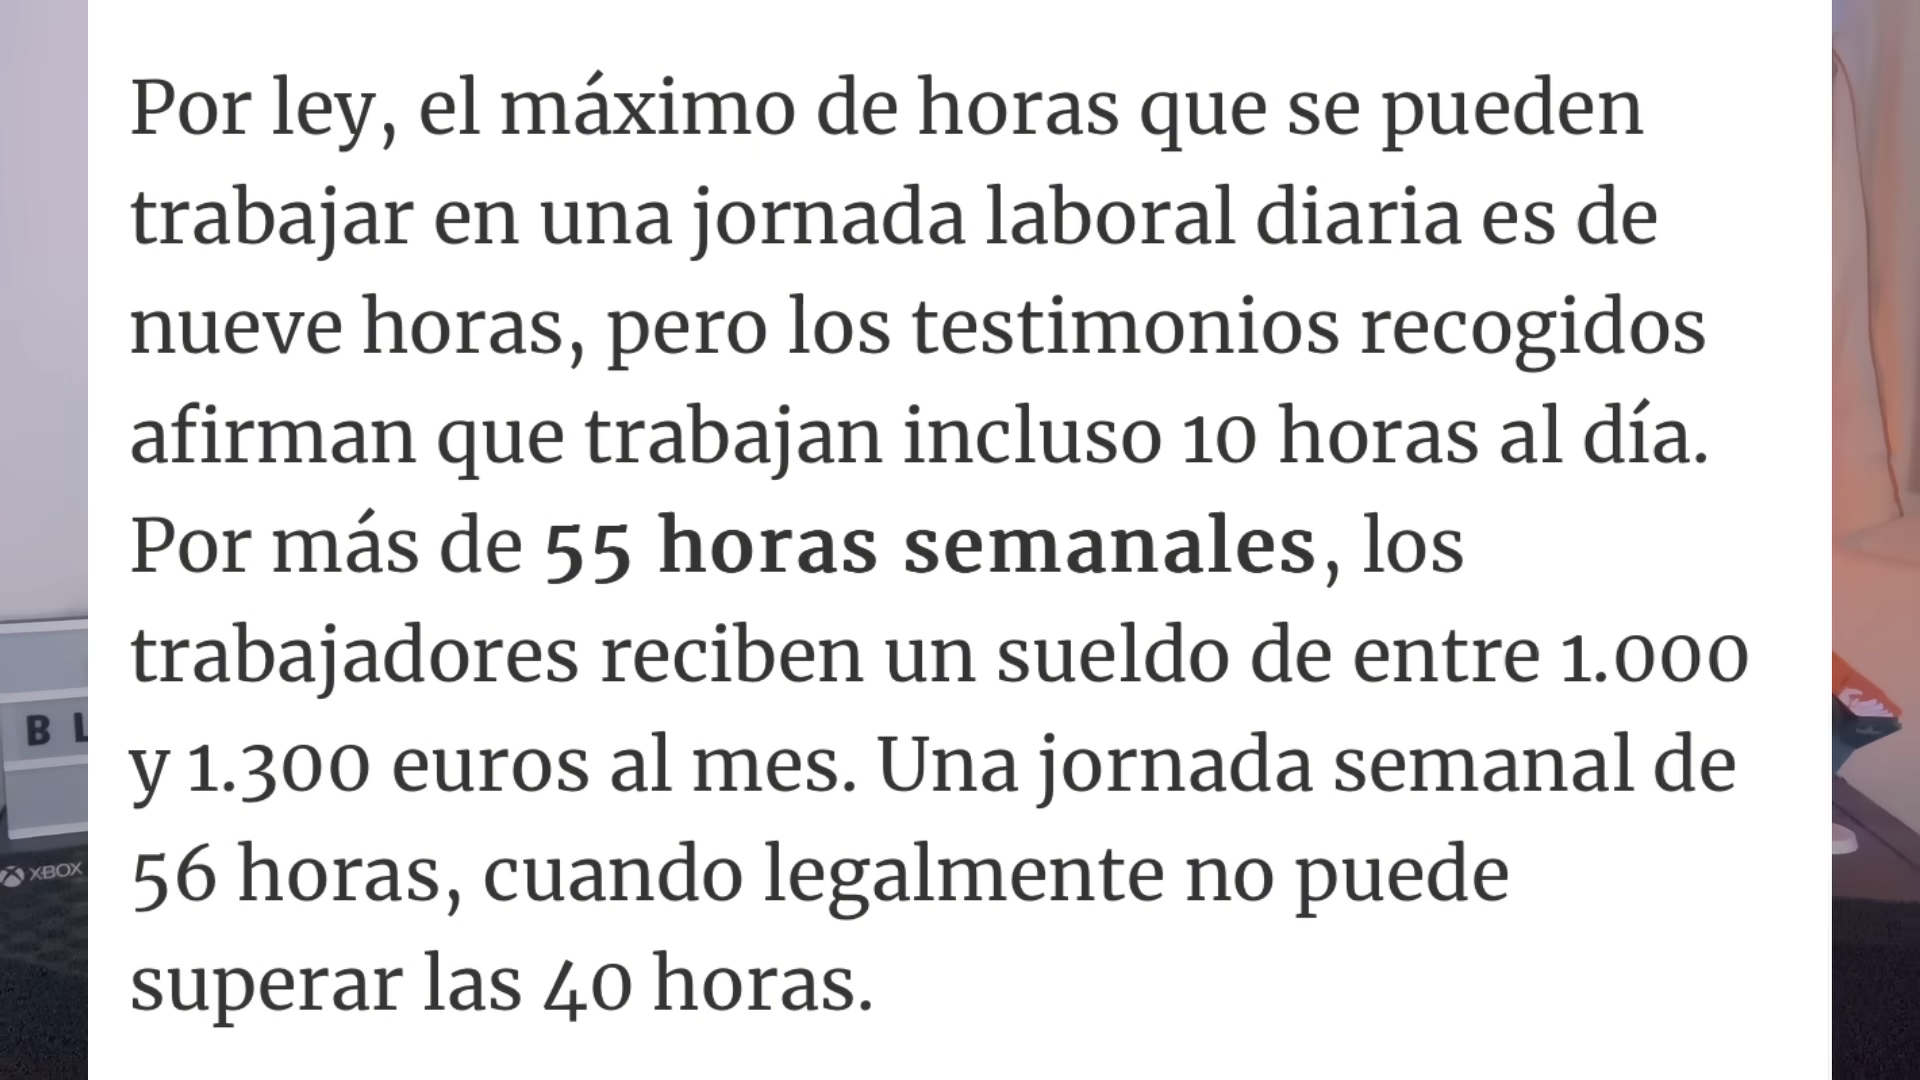 Por ley, el máximo de horas que se pueden
trabajar en una jornada laboral diaria es de
nueve horas, pero los testimonios recogidos
afirman que trabajan incluso 10 horas al día.
Por más de 55 horas semanales, los
trabajadores reciben un sueldo de entre 1.000
y 1.300 euros al mes. Una jornada semanal de
56 horas, cuando legalmente no puede
superar las 40 horas.
B L
XBOX